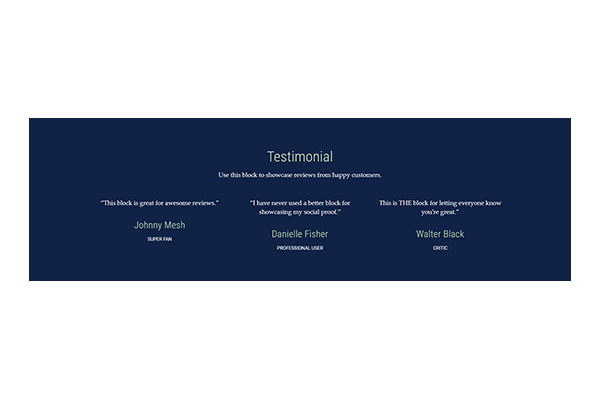 Testimonial
Use this block to showcase reviews from happy customers.
“This block is great for awesome reviews.”
Johnny Mesh
SUPER FAN
“I have never used a better block for
showcasing my social proof.”
Danielle Fisher
PROFESSIONAL USER
This is THE block for letting everyone know
you’re great.”
Walter Black
CRITIC